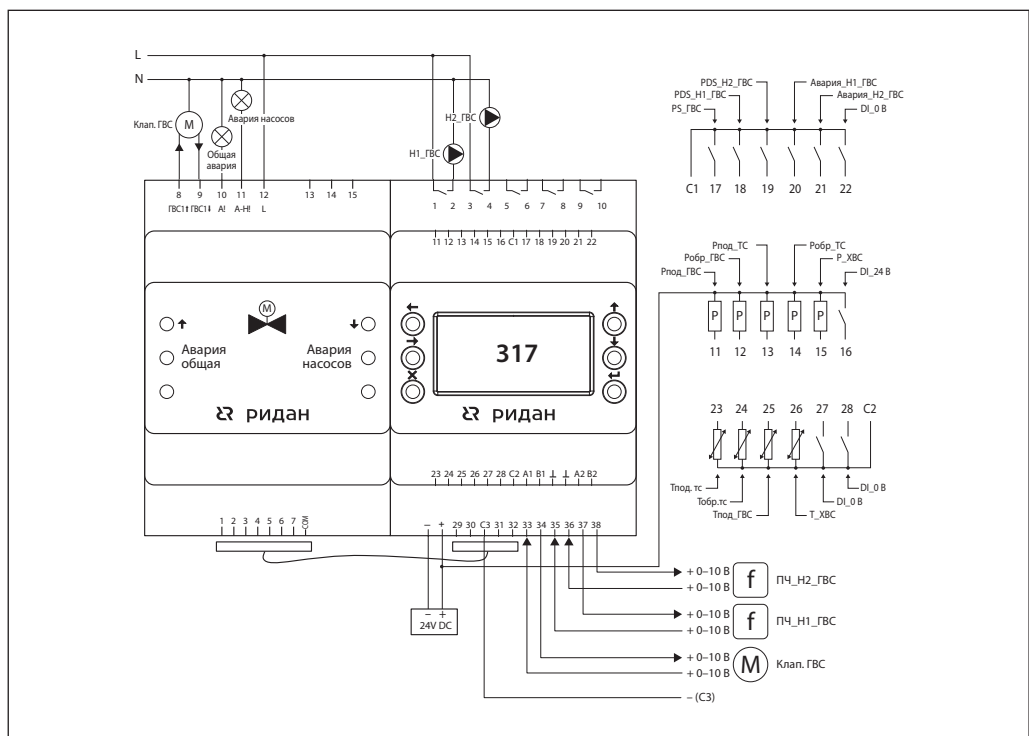 L
N
Клап. ГВС
M
Общая
авария
Авария насосов
Н1_ГВС
Н2_ГВС
8 9 10 11 12 13 14 15
ГВС1⬆ ГВС1⬇ А! А-Н! L
1 2 3 4 5 6 7 8 9 10
11 12 13 14 15 16 C1 17 18 19 20 21 22
M
Авария
общая
Авария
насосов
ридан
317
ридан
23 24 25 26 27 28 C2 A1 B1 ⊥ ⊥ A2 B2
1 2 3 4 5 6 7 COM
– + 29 30 C3 31 32 33 34 35 36 37 38
– +
24V DC
PDS_Н2_ГВС
PDS_Н1_ГВС
PS_ГВС
Авария_Н1_ГВС
Авария_Н2_ГВС
DI_0 В
C1 17 18 19 20 21 22
Рпод_ТС
Робр_ГВС
Рпод_ГВС
Робр_ТС
Р_ХВС
DI_24 В
P P P P P
11 12 13 14 15 16
23 24 25 26 27 28 C2
Тпод. тс
Тобр.тс
Тпод_ГВС
DI_0 В
DI_0 В
Т_ХВС
+ 0–10 В
+ 0–10 В
f
ПЧ_Н2_ГВС
+ 0–10 В
+ 0–10 В
f
ПЧ_Н1_ГВС
+ 0–10 В
+ 0–10 В
M
Клап. ГВС
– (C3)